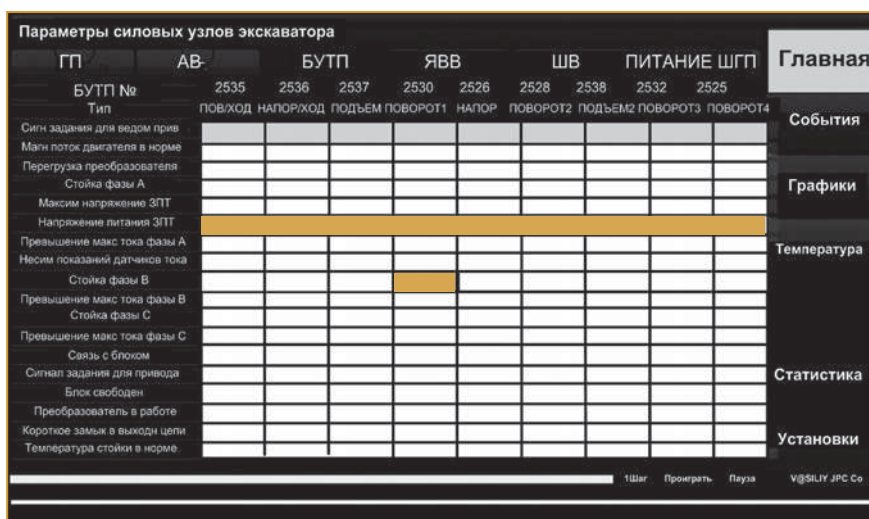 Параметры силовых узлов экскаватора
ГП АВ БУТП ЯВВ ШВ ПИТАНИЕ ШГП
Главная
БУТП № 2535 2536 2537 2530 2526 2528 2538 2532 2525
Тип ПОВ/ХОД НАПОР/ХОД ПОДЪЕМ ПОВОРОТ1 НАПОР ПОВОРОТ2 ПОДЪЕМ2 ПОВОРОТ3 ПОВОРОТ4
События
Сигн задания для ведом прив
Магн поток двигателя в норме
Перегрузка преобразователя
Стойка фазы А
Графики
Максим напряжение ЗПТ
Напряжение питания ЗПТ
Превышение макс тока фазы А
Температура
Несим показаний датчиков тока
Стойка фазы В
Превышение макс тока фазы В
Стойка фазы С
Превышение макс тока фазы С
Связь с блоком
Сигнал задания для привода
Статистика
Блок свободен
Преобразователь в работе
Короткое замык в выходн цепи
Установки
Температура стойки в норме
1Шаг Проиграть Пауза V@SILIY JPC Co